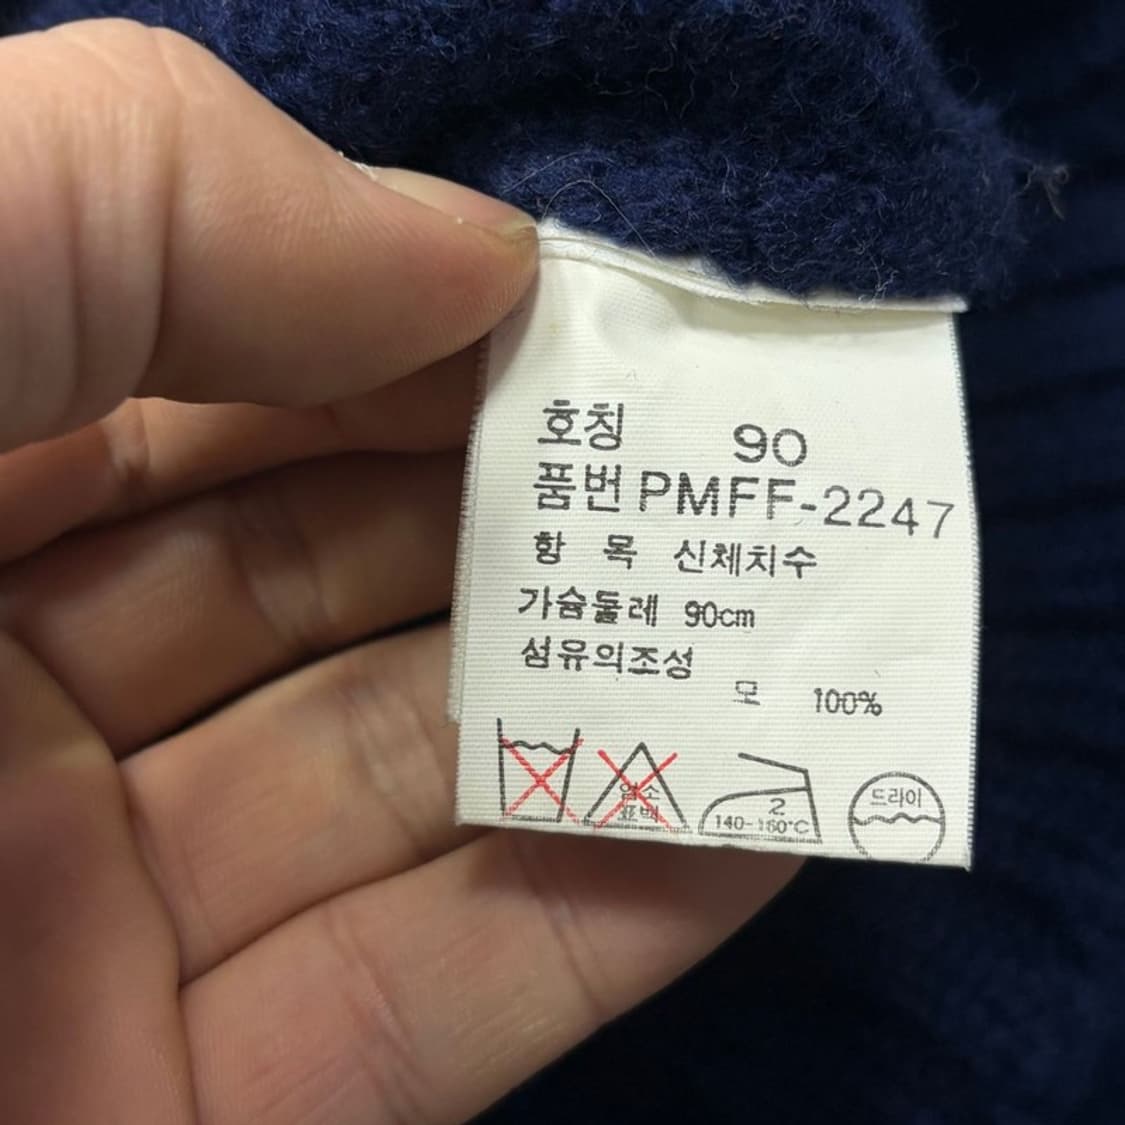 호칭 90
품번 PMFF-2247
항 목 신체치수
가슴둘레 90cm
섬유의조성
모 100%
염소
표백
2
140-160°C
드라이